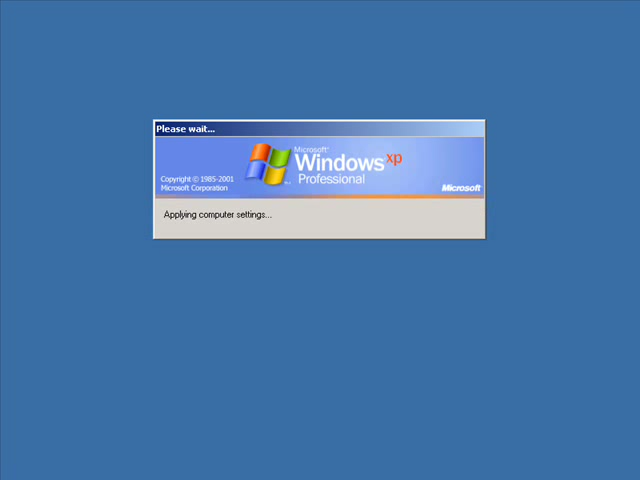 Please wait...
Microsoft®
Windows xp
Professional
Copyright © 1985-2001
Microsoft Corporation
Microsoft
Applying computer settings...